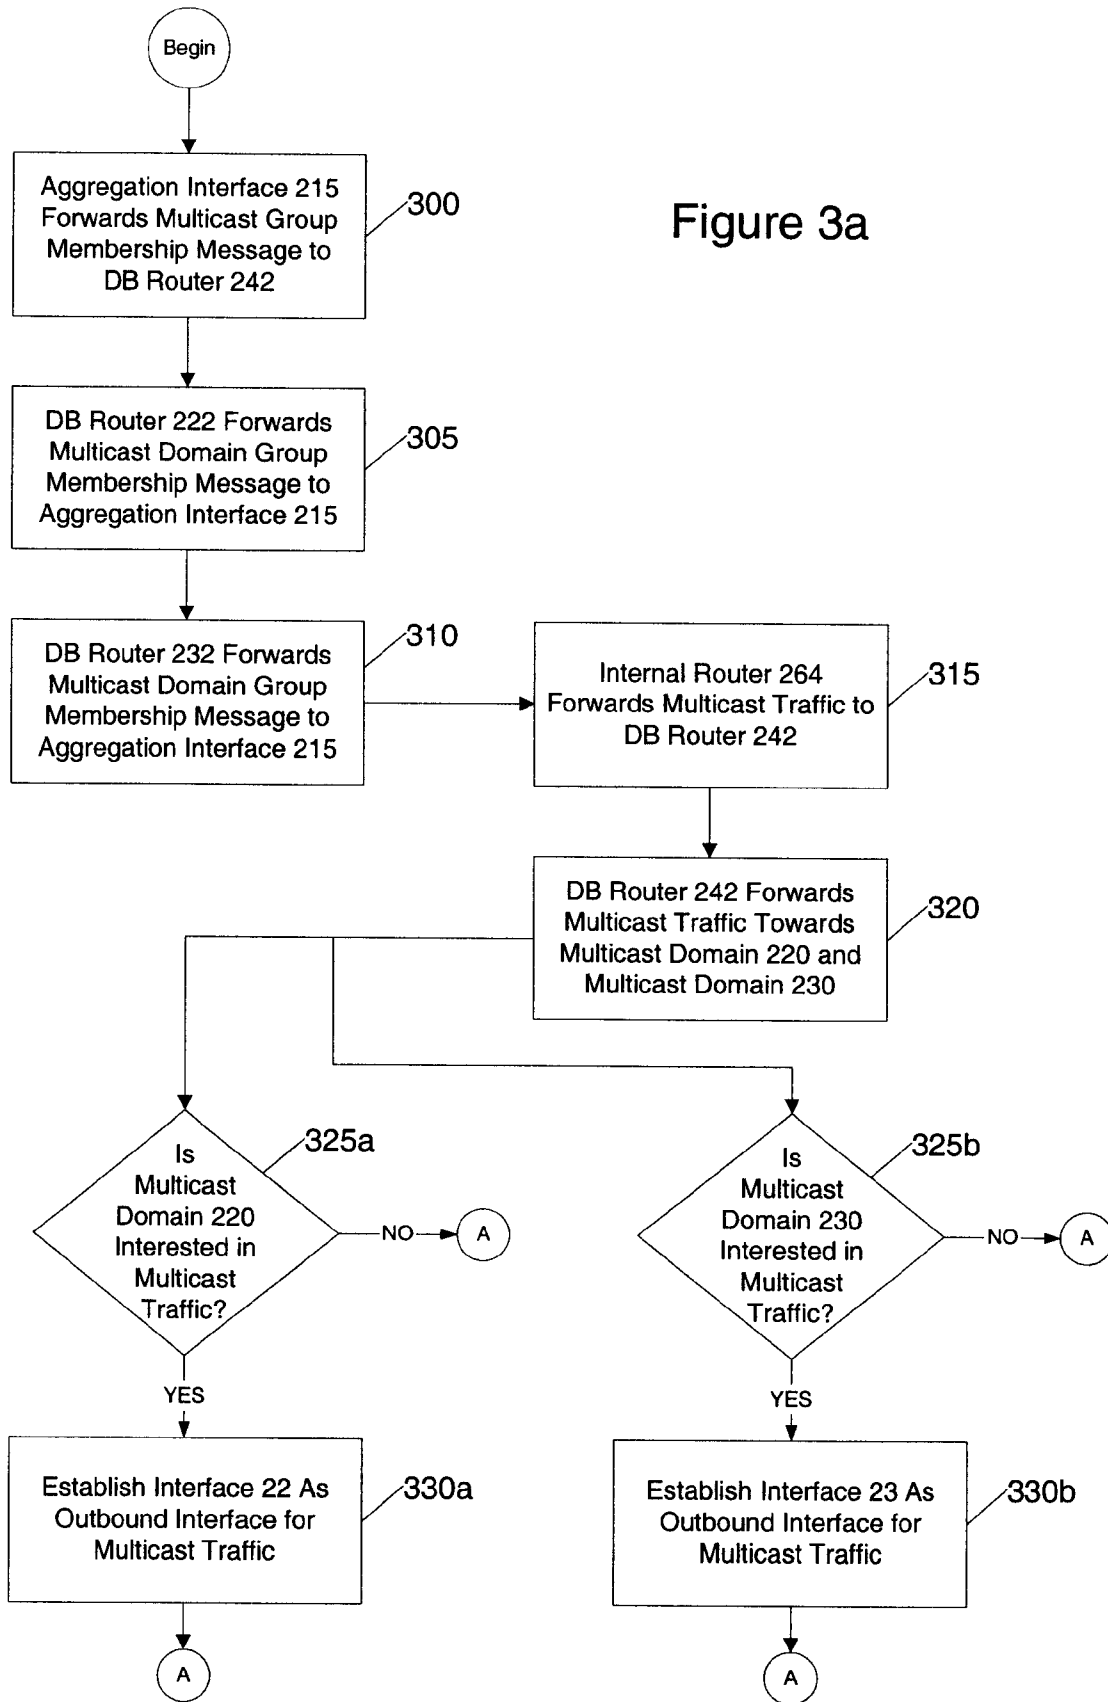 Begin
Aggregation Interface 215
Forwards Multicast Group
Membership Message to
DB Router 242
300
Figure 3a
DB Router 222 Forwards
Multicast Domain Group
Membership Message to
Aggregation Interface 215
305
DB Router 232 Forwards
Multicast Domain Group
Membership Message to
Aggregation Interface 215
310
Internal Router 264
Forwards Multicast Traffic to
DB Router 242
315
DB Router 242 Forwards
Multicast Traffic Towards
Multicast Domain 220 and
Multicast Domain 230
320
Is
Multicast
Domain 220
Interested in
Multicast
Traffic?
325a
NO
A
Is
Multicast
Domain 230
Interested in
Multicast
Traffic?
325b
NO
A
YES
YES
Establish Interface 22 As
Outbound Interface for
Multicast Traffic
330a
Establish Interface 23 As
Outbound Interface for
Multicast Traffic
330b
A
A